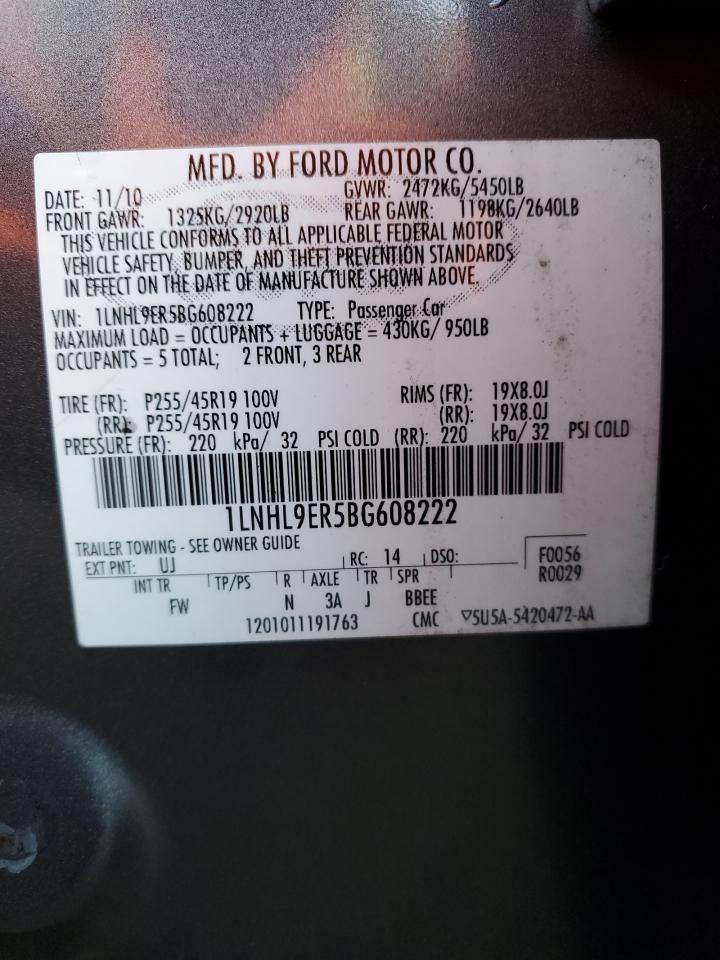 MFD. BY FORD MOTOR CO.
DATE: 11/10 GVWR: 2472KG/5450LB
FRONT GAWR: 1325KG/2920LB REAR GAWR: 1198KG/2640LB
THIS VEHICLE CONFORMS TO ALL APPLICABLE FEDERAL MOTOR
VEHICLE SAFETY, BUMPER, AND THEFT PREVENTION STANDARDS
IN EFFECT ON THE DATE OF MANUFACTURE SHOWN ABOVE.
VIN: 1LNHL9ER5BG608222 TYPE: Passenger Car
MAXIMUM LOAD = OCCUPANTS + LUGGAGE = 430KG/ 950LB
OCCUPANTS = 5 TOTAL; 2 FRONT, 3 REAR
TIRE (FR): P255/45R19 100V RIMS (FR): 19X8.0J
(RR): P255/45R19 100V (RR): 19X8.0J
PRESSURE (FR): 220 kPa/ 32 PSI COLD (RR): 220 kPa/ 32 PSI COLD
1LNHL9ER5BG608222
TRAILER TOWING - SEE OWNER GUIDE
EXT PNT: UJ RC: 14 DSO: F0056
R0029
INT TR TP/PS R AXLE TR SPR
FW N 3A J BBEE
1201011191763 CMC ▽5U5A-5420472-AA